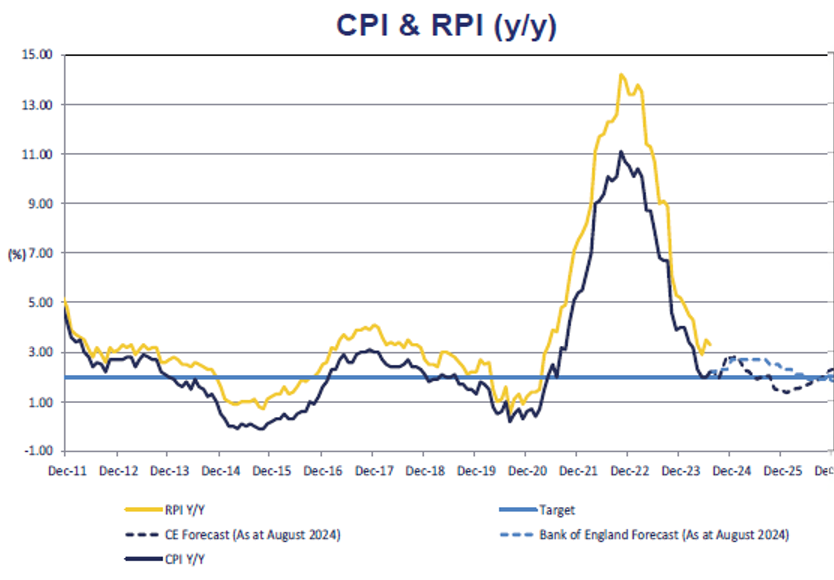 CPI & RPI (y/y)
15.00
13.00
11.00
9.00
(%) 7.00
5.00
3.00
1.00
-1.00
Dec-11 Dec-12 Dec-13 Dec-14 Dec-15 Dec-16 Dec-17 Dec-18 Dec-19 Dec-20 Dec-21 Dec-22 Dec-23 Dec-24 Dec-25 Dec
RPI Y/Y Target
CE Forecast (As at August 2024) Bank of England Forecast (As at August 2024)
CPI Y/Y